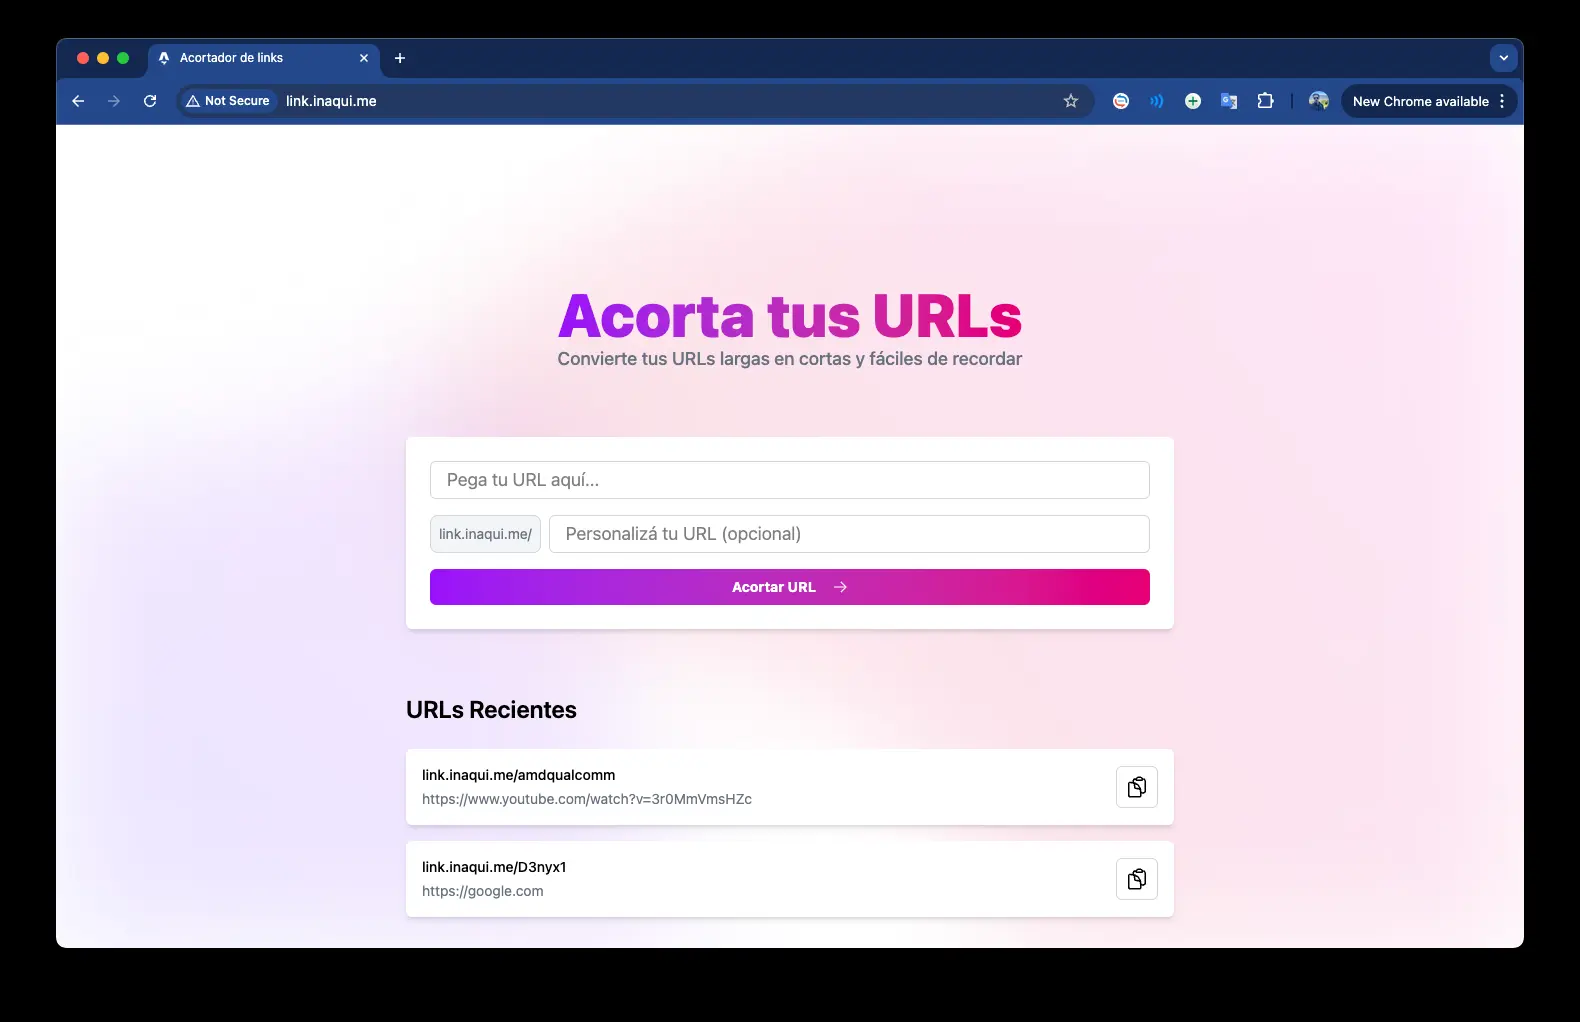 Acortador de links
Not Secure link.inaqui.me
New Chrome available
Acorta tus URLs
Convierte tus URLs largas en cortas y fáciles de recordar
Pega tu URL aquí...
link.inaqui.me/
Personalizá tu URL (opcional)
Acortar URL →
URLs Recientes
link.inaqui.me/amdqualcomm
https://www.youtube.com/watch?v=3r0MmVmsHZc
link.inaqui.me/D3nyx1
https://google.com